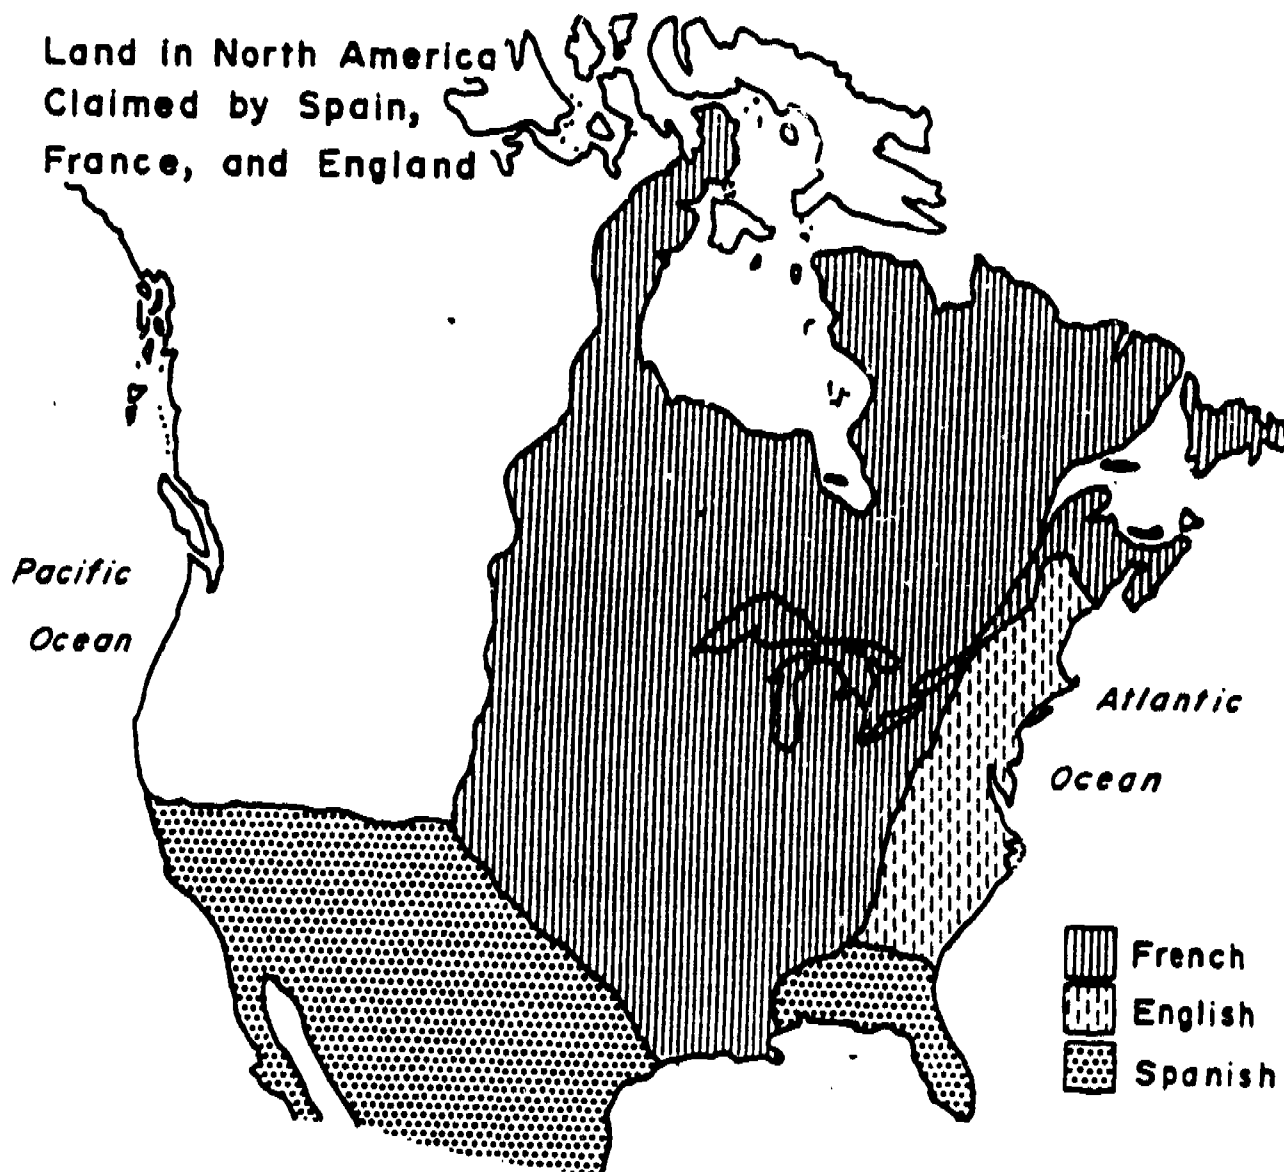 Land in North America
Claimed by Spain,
France, and England
Pacific
Ocean
Atlantic
Ocean
French
English
Spanish